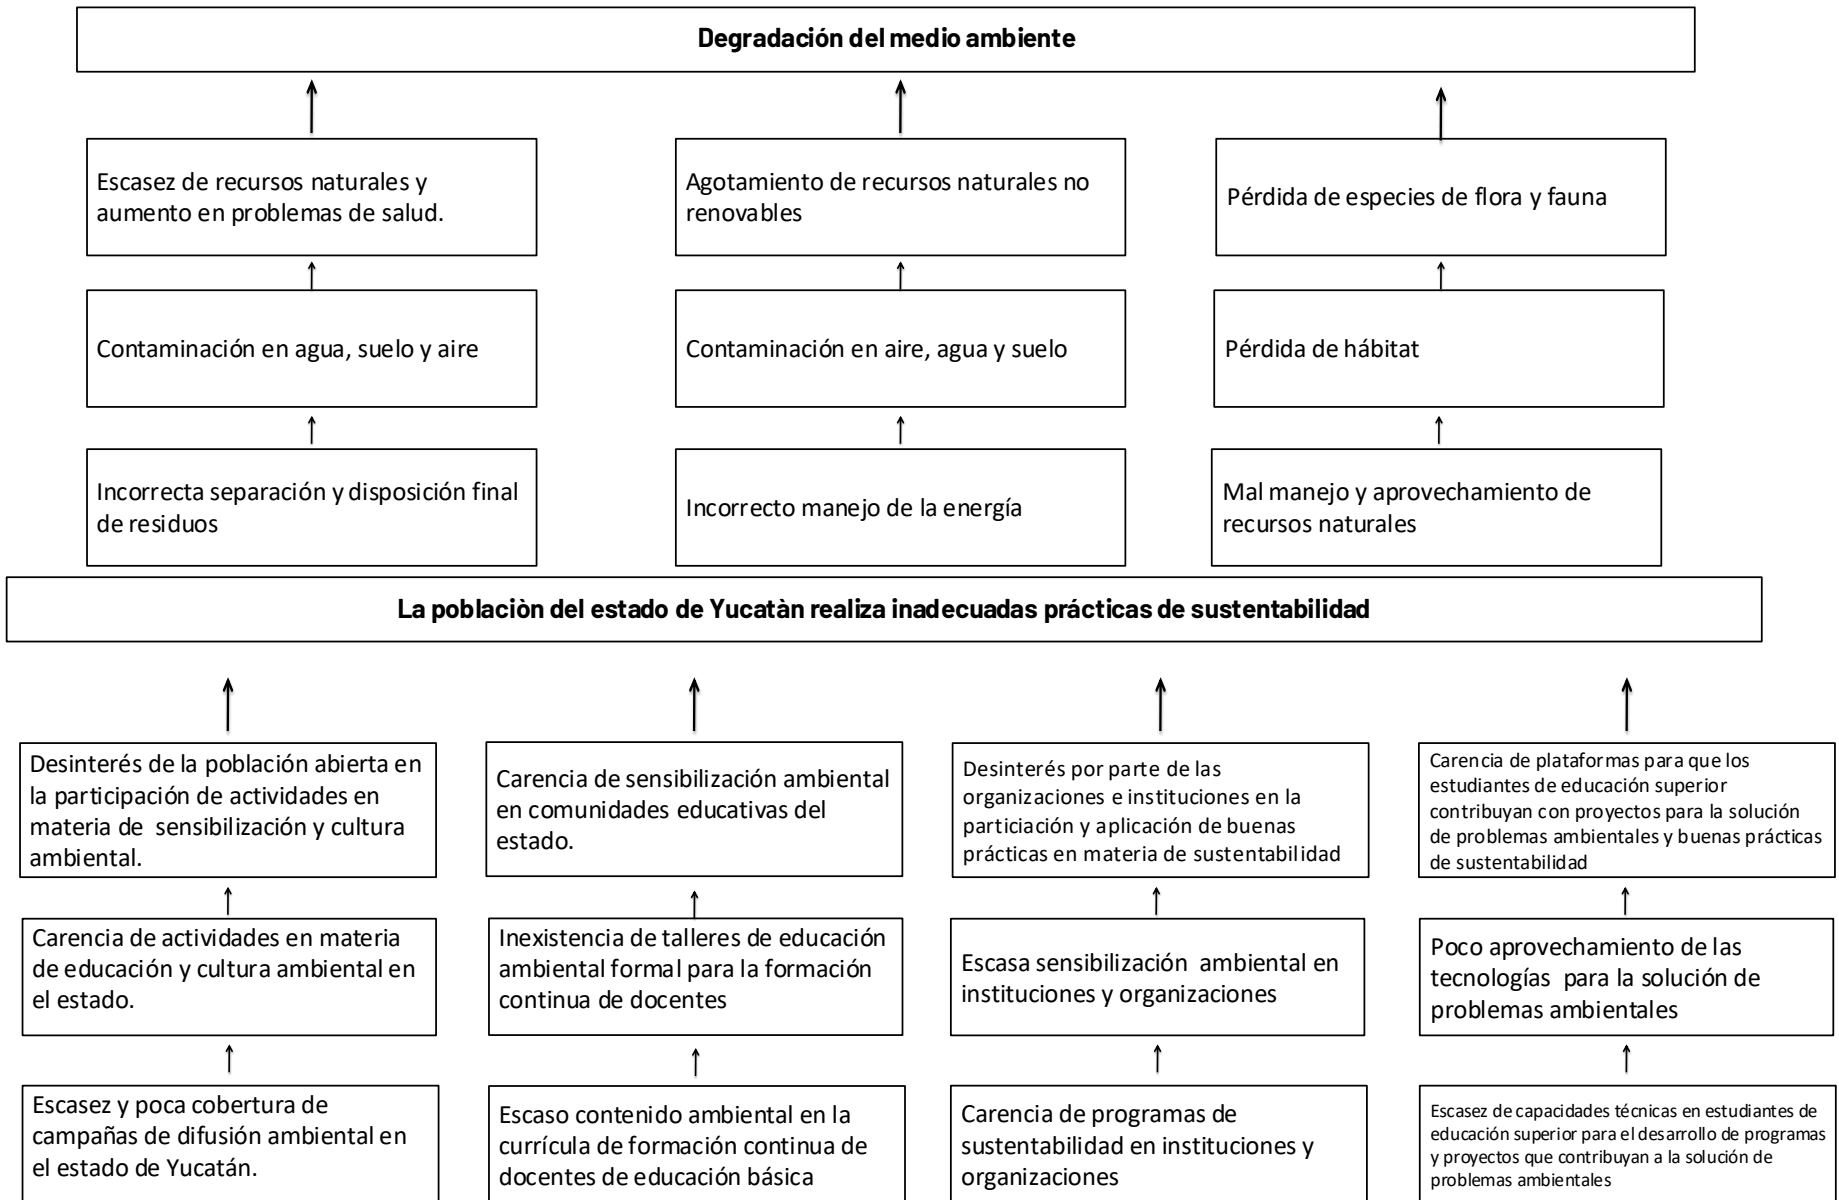 Degradación del medio ambiente
Escasez de recursos naturales y
aumento en problemas de salud.
Agotamiento de recursos naturales no
renovables
Pérdida de especies de flora y fauna
Contaminación en agua, suelo y aire
Contaminación en aire, agua y suelo
Pérdida de hábitat
Incorrecta separación y disposición final
de residuos
Incorrecto manejo de la energía
Mal manejo y aprovechamiento de
recursos naturales
La poblaciòn del estado de Yucatàn realiza inadecuadas prácticas de sustentabilidad
Desinterés de la población abierta en
la participación de actividades en
materia de sensibilización y cultura
ambiental.
Carencia de sensibilización ambiental
en comunidades educativas del
estado.
Desinterés por parte de las
organizaciones e instituciones en la
particiación y aplicación de buenas
prácticas en materia de sustentabilidad
Carencia de plataformas para que los
estudiantes de educación superior
contribuyan con proyectos para la solución
de problemas ambientales y buenas prácticas
de sustentabilidad
Carencia de actividades en materia
de educación y cultura ambiental en
el estado.
Inexistencia de talleres de educación
ambiental formal para la formación
continua de docentes
Escasa sensibilización ambiental en
instituciones y organizaciones
Poco aprovechamiento de las
tecnologías para la solución de
problemas ambientales
Escasez y poca cobertura de
campañas de difusión ambiental en
el estado de Yucatán.
Escaso contenido ambiental en la
currícula de formación continua de
docentes de educación básica
Carencia de programas de
sustentabilidad en instituciones y
organizaciones
Escasez de capacidades técnicas en estudiantes de
educación superior para el desarrollo de programas
y proyectos que contribuyan a la solución de
problemas ambientales